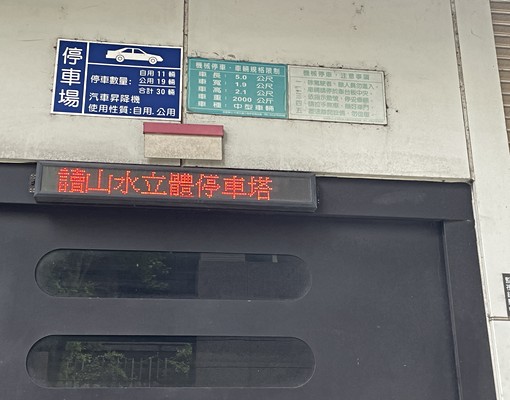 停車場
停車數量:
自用 11 輛
公用 19 輛
合計 30 輛
汽車昇降機
使用性質:自用.公用
機械停車、車輛規格限制
車長: 5.0 公尺
車寬: 1.9 公尺
車高: 2.1 公尺
車重: 2000 公斤
車種: 中型車輛
機械停車:注意事項
讀山水立體停車塔